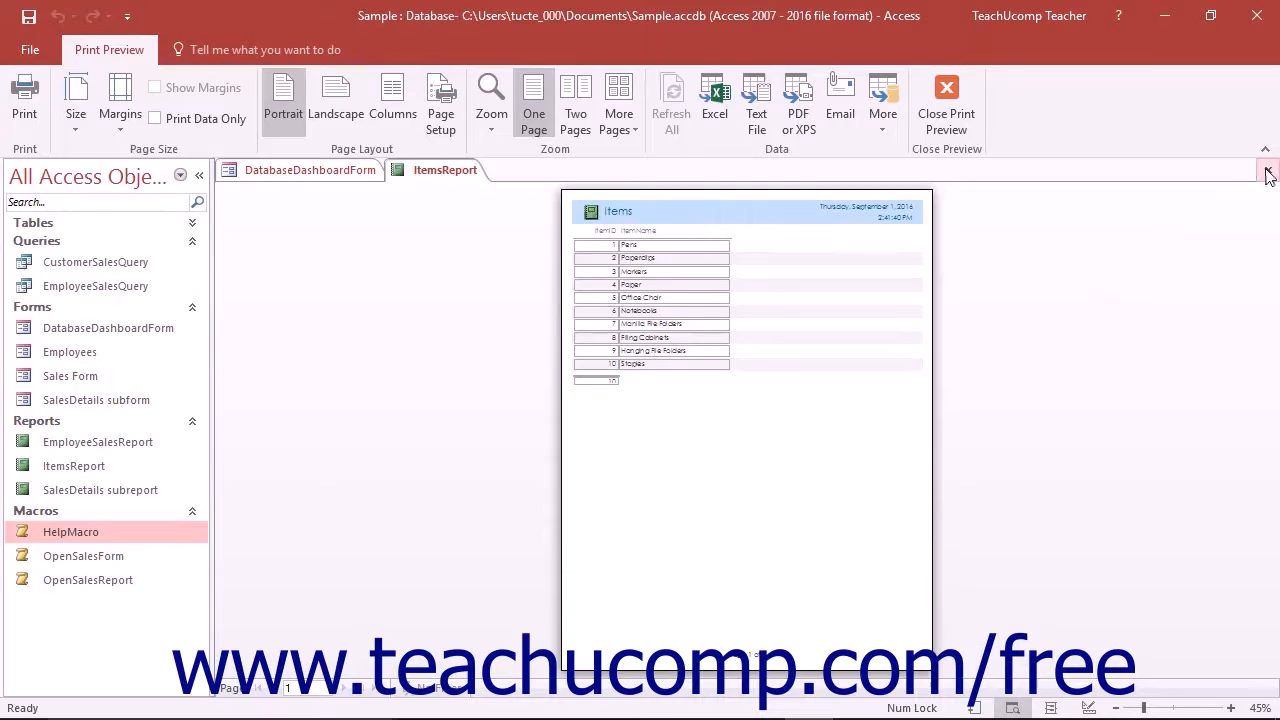 Sample : Database- C:\Users\tucte_000\Documents\Sample.accdb (Access 2007 - 2016 file format) - Access
TeachUcomp Teacher
?
File
Print Preview
Tell me what you want to do
Print
Size
Margins
Show Margins
Print Data Only
Portrait
Landscape
Columns
Page Setup
Zoom
One Page
Two Pages
More Pages
Refresh All
Excel
Text File
PDF or XPS
Email
More
Close Print Preview
Print
Page Size
Page Layout
Zoom
Data
Close Preview
All Access Obje...
Search...
Tables
Queries
CustomerSalesQuery
EmployeeSalesQuery
Forms
DatabaseDashboardForm
Employees
Sales Form
SalesDetails subform
Reports
EmployeeSalesReport
ItemsReport
SalesDetails subreport
Macros
HelpMacro
OpenSalesForm
OpenSalesReport
DatabaseDashboardForm
ItemsReport
Items
Thursday, September 1, 2016
2:41:40 PM
ItemID ItemName
1 Pens
2 Paperclips
3 Markers
4 Paper
5 Office Chair
6 Notebooks
7 Manilla File Folders
8 Filing Cabinets
9 Hanging File Folders
10 Staples
10
www.teachucomp.com/free
Page
1
Ready
Num Lock
45%